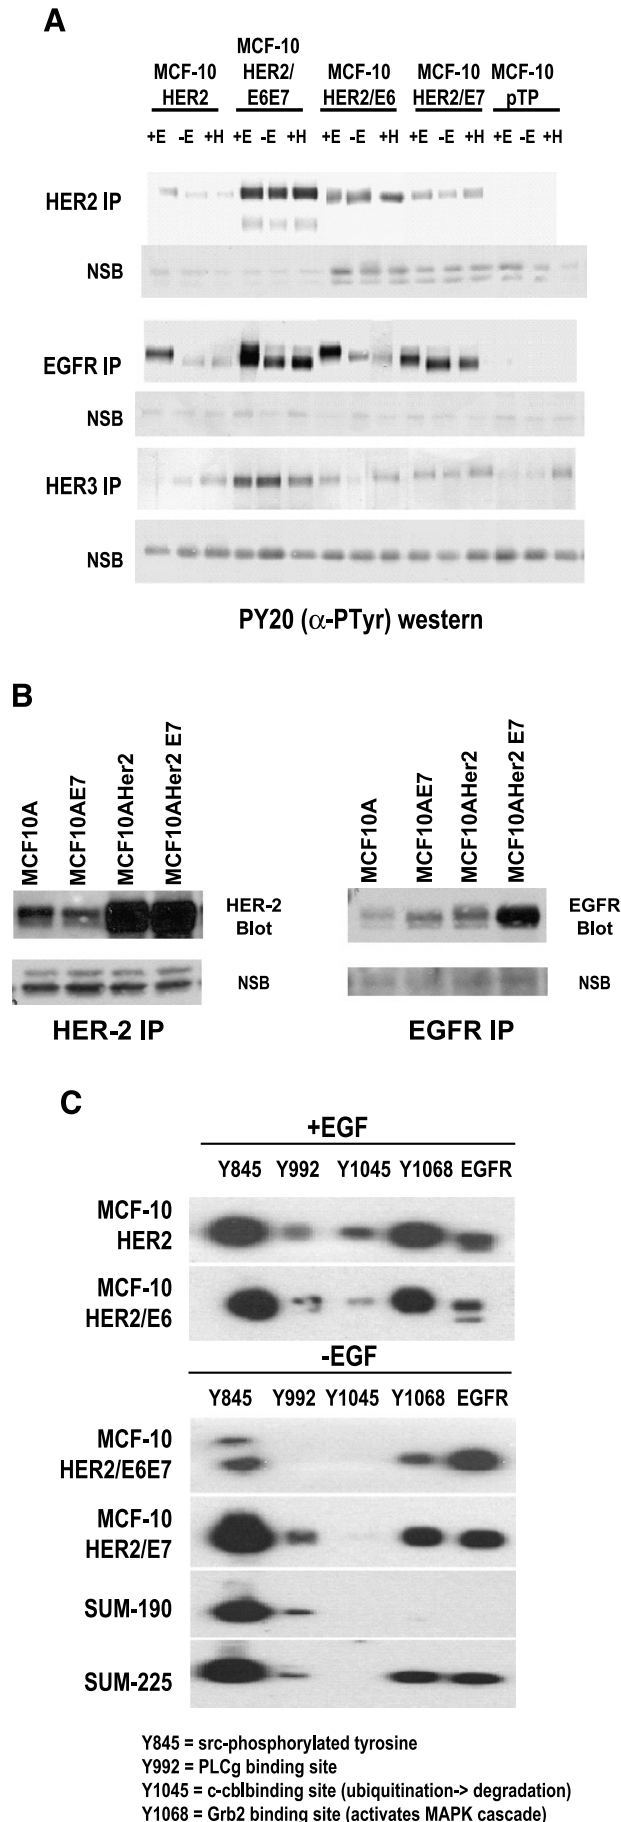 A
MCF-10 HER2
MCF-10 HER2/ E6E7
MCF-10 HER2/E6
MCF-10 HER2/E7
MCF-10 pTP
+E -E +H +E -E +H +E -E +H +E -E +H +E -E +H
HER2 IP
NSB
EGFR IP
NSB
HER3 IP
NSB
PY20 (α-PTyr) western
B
MCF10A
MCF10AE7
MCF10AHer2
MCF10AHer2 E7
HER-2
Blot
NSB
HER-2 IP
MCF10A
MCF10AE7
MCF10AHer2
MCF10AHer2 E7
EGFR
Blot
NSB
EGFR IP
C
+EGF
Y845 Y992 Y1045 Y1068 EGFR
MCF-10
HER2
MCF-10
HER2/E6
-EGF
Y845 Y992 Y1045 Y1068 EGFR
MCF-10
HER2/E6E7
MCF-10
HER2/E7
SUM-190
SUM-225
Y845 = src-phosphorylated tyrosine
Y992 = PLCg binding site
Y1045 = c-cblbinding site (ubiquitination-> degradation)
Y1068 = Grb2 binding site (activates MAPK cascade)